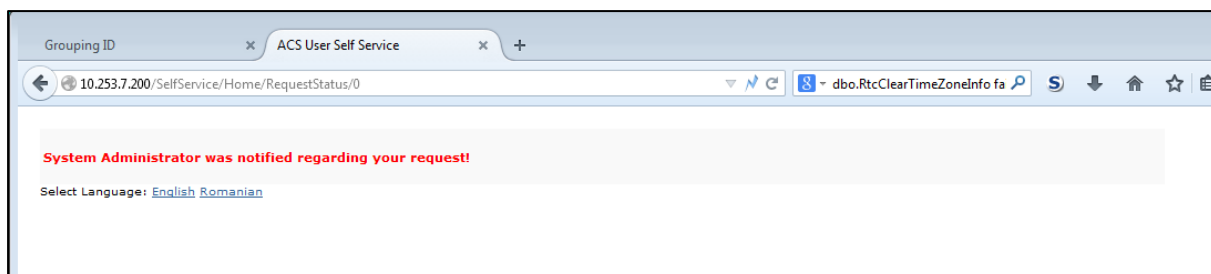 Grouping ID
ACS User Self Service
10.253.7.200/SelfService/Home/RequestStatus/0
8
dbo.RtcClearTimeZoneInfo fa
S
System Administrator was notified regarding your request!
Select Language: English Romanian